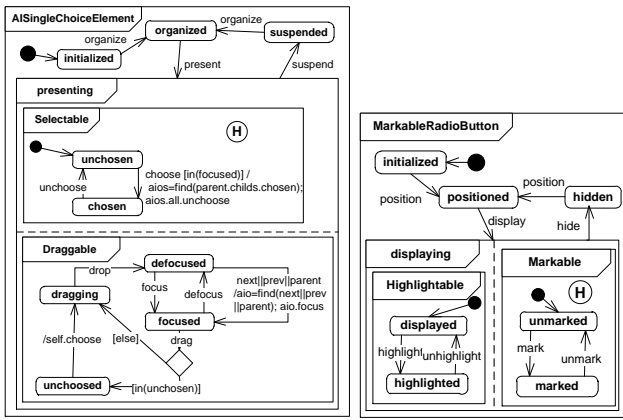 AISingleChoiceElement
organize
organized
suspended
organize
initialized
present
suspend
presenting
Selectable
H
unchosen
choose [in(focused)] /
aios=find(parent.childs.chosen);
aios.all.unchoose
unchoose
chosen
Draggable
drop
defocused
next||prev||parent
/aio=find(next||prev
||parent); aio.focus
dragging
focus
defocus
focused
/self.choose
[else]
drag
unchoosed
[in(unchosen)]
MarkableRadioButton
initialized
position
positioned
position
hidden
display
hide
displaying
Highlightable
displayed
highlight
unhighlight
highlighted
Markable
H
unmarked
mark
unmark
marked